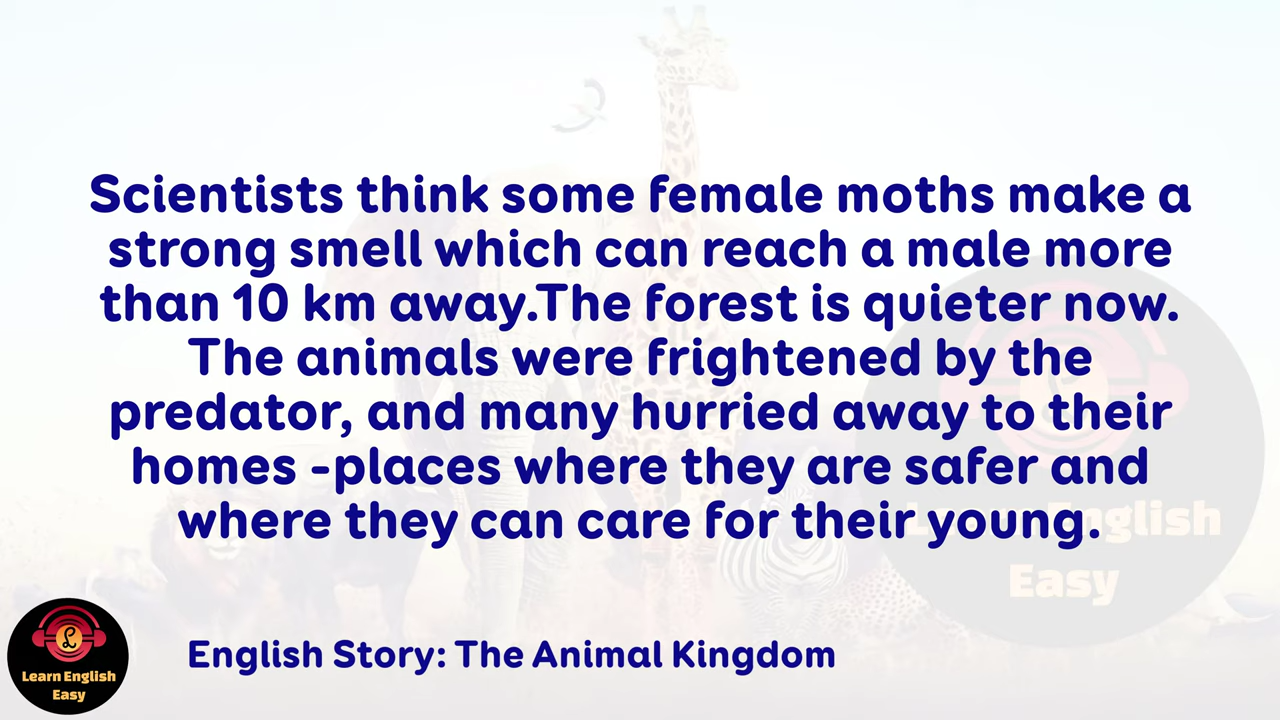 Scientists think some female moths make a
strong smell which can reach a male more
than 10 km away.The forest is quieter now.
The animals were frightened by the
predator, and many hurried away to their
homes -places where they are safer and
where they can care for their young.
Learn English
Easy
English Story: The Animal Kingdom
Learn English
Easy